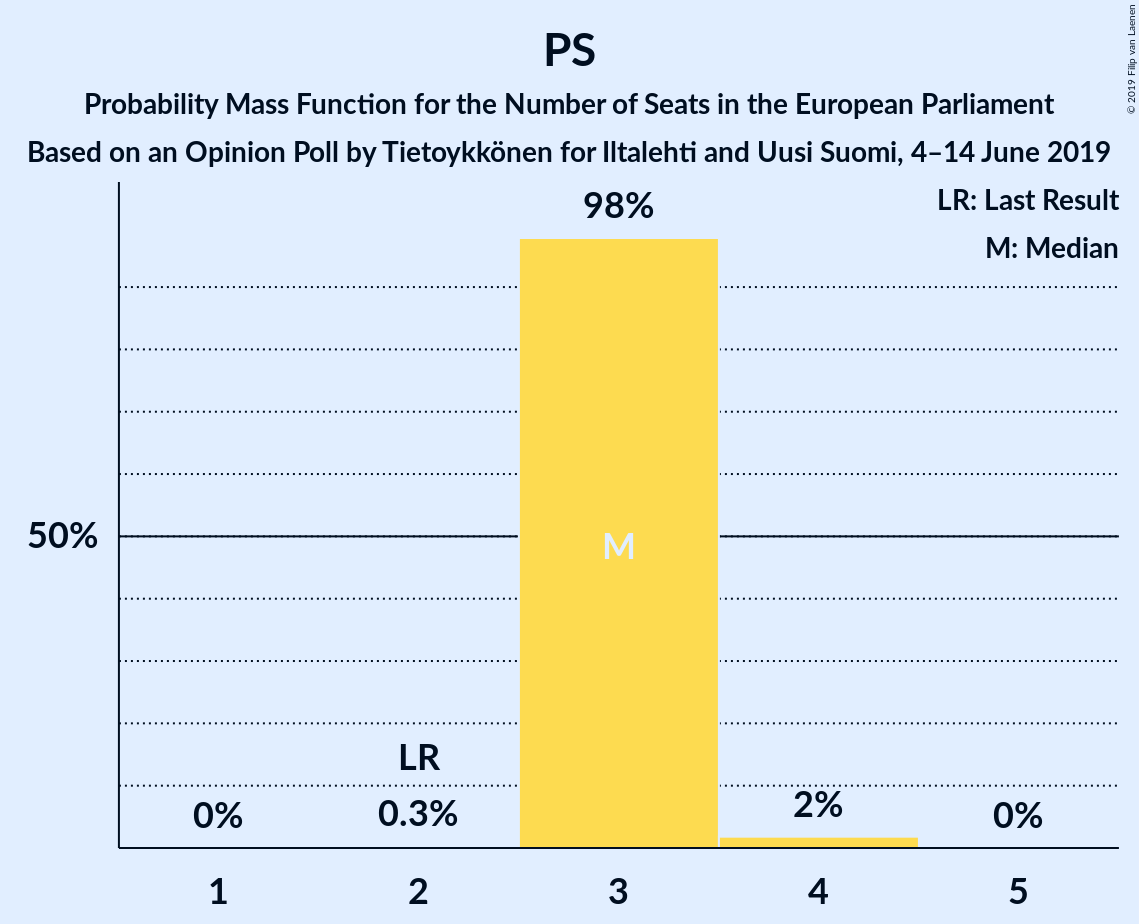 PS
Probability Mass Function for the Number of Seats in the European Parliament
Based on an Opinion Poll by Tietoykkönen for Iltalehti and Uusi Suomi, 4–14 June 2019
© 2019 Filip van Laenen
LR: Last Result
M: Median
98%
50%
M
LR
0%
0.3%
2%
0%
1
2
3
4
5